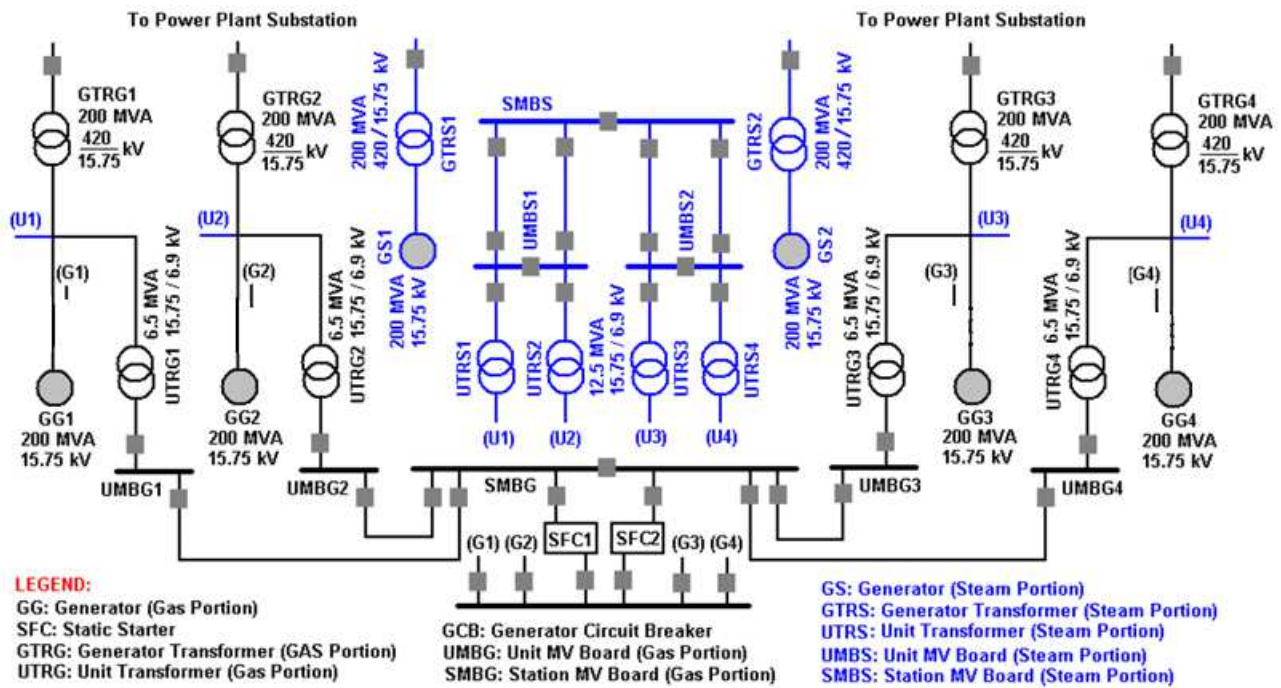 To Power Plant Substation
To Power Plant Substation
GTRG1
200 MVA
420
15.75 kV
GTRG2
200 MVA
420
15.75 kV
200 MVA
420 / 15.75 kV
GTRS1
SMBS
GTRS2
200 MVA
420 / 15.75 kV
GTRG3
200 MVA
420
15.75 kV
GTRG4
200 MVA
420
15.75 kV
(U1)
(U2)
(U3)
(U4)
UMBS1
UMBS2
GS1
200 MVA
15.75 kV
GS2
200 MVA
15.75 kV
(G1)
(G2)
(G3)
(G4)
6.5 MVA
15.75 / 6.9 kV
UTRG1
6.5 MVA
15.75 / 6.9 kV
UTRG2
UTRS1
UTRS2
12.5 MVA
15.75 / 6.9 kV
UTRS3
UTRS4
6.5 MVA
15.75 / 6.9 kV
UTRG3
6.5 MVA
15.75 / 6.9 kV
UTRG4
GG1
200 MVA
15.75 kV
GG2
200 MVA
15.75 kV
(U1)
(U2)
(U3)
(U4)
GG3
200 MVA
15.75 kV
GG4
200 MVA
15.75 kV
UMBG1
UMBG2
SMBG
UMBG3
UMBG4
(G1)
(G2)
SFC1
SFC2
(G3)
(G4)
LEGEND:
GG: Generator (Gas Portion)
SFC: Static Starter
GTRG: Generator Transformer (GAS Portion)
UTRG: Unit Transformer (Gas Portion)
GCB: Generator Circuit Breaker
UMBG: Unit MV Board (Gas Portion)
SMBG: Station MV Board (Gas Portion)
GS: Generator (Steam Portion)
GTRS: Generator Transformer (Steam Portion)
UTRS: Unit Transformer (Steam Portion)
UMBS: Unit MV Board (Steam Portion)
SMBS: Station MV Board (Steam Portion)